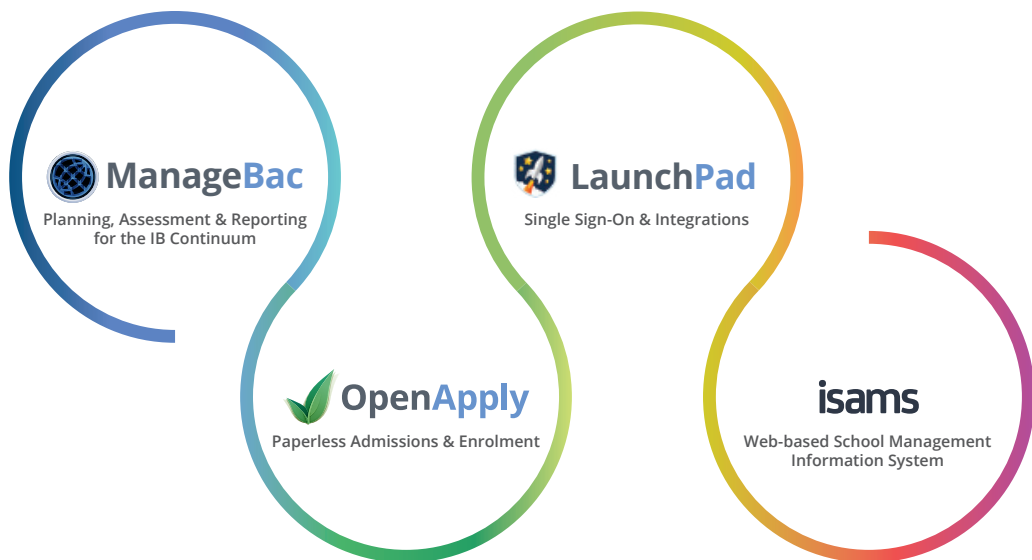 ManageBac
Planning, Assessment & Reporting
for the IB Continuum
OpenApply
Paperless Admissions & Enrolment
LaunchPad
Single Sign-On & Integrations
isams
Web-based School Management
Information System